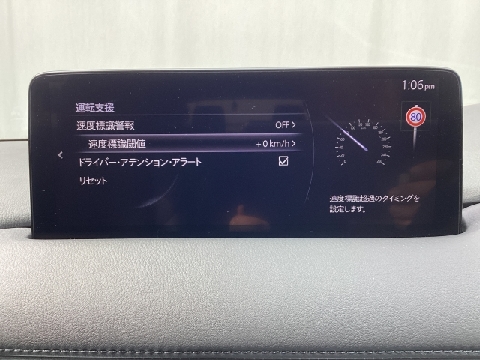 1:06pm
運転支援
速度標識警報 OFF >
速度標識閾値 +0km/h >
ドライバー・アテンション・アラート
リセット
80
速度標識超過のタイミングを
設定します。